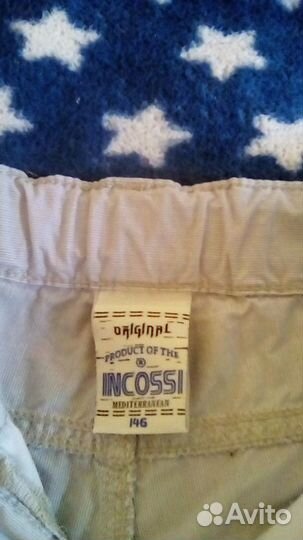 ORIGINAL
PRODUCT OF THE
®
INCOSSI
MEDITERRANEAN
146
Avito